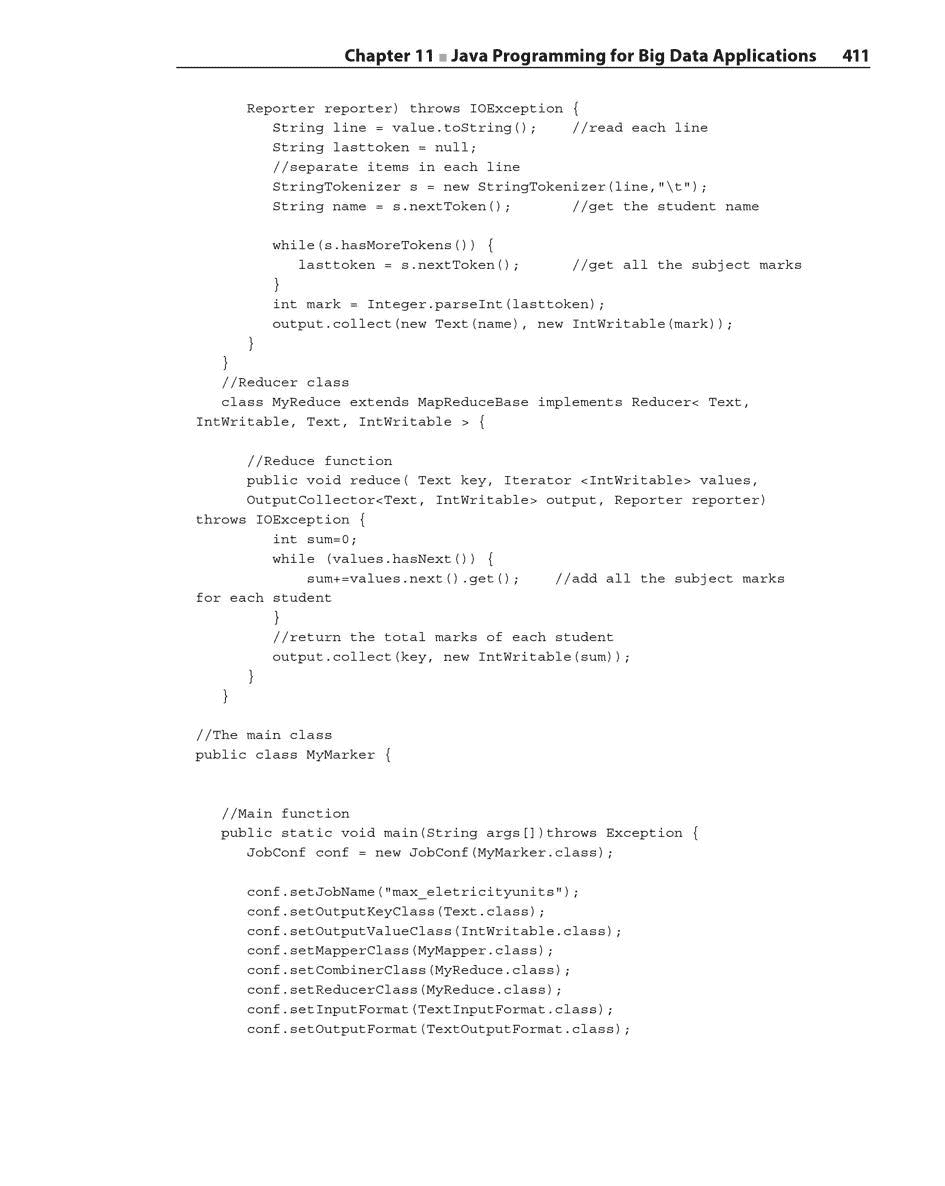 Chapter 11 ■ Java Programming for Big Data Applications 411
Reporter reporter) throws IOException {
String line = value.toString(); //read each line
String lasttoken = null;
//separate items in each line
StringTokenizer s = new StringTokenizer(line,"\t");
String name = s.nextToken(); //get the student name
while(s.hasMoreTokens()) {
lasttoken = s.nextToken(); //get all the subject marks
}
int mark = Integer.parseInt(lasttoken);
output.collect(new Text(name), new IntWritable(mark));
}
}
//Reducer class
class MyReduce extends MapReduceBase implements Reducer< Text,
IntWritable, Text, IntWritable > {
//Reduce function
public void reduce( Text key, Iterator <IntWritable> values,
OutputCollector<Text, IntWritable> output, Reporter reporter)
throws IOException {
int sum=0;
while (values.hasNext()) {
sum+=values.next().get(); //add all the subject marks
for each student
}
//return the total marks of each student
output.collect(key, new IntWritable(sum));
}
}
//The main class
public class MyMarker {
//Main function
public static void main(String args[])throws Exception {
JobConf conf = new JobConf(MyMarker.class);
conf.setJobName("max_eletricityunits");
conf.setOutputKeyClass(Text.class);
conf.setOutputValueClass(IntWritable.class);
conf.setMapperClass(MyMapper.class);
conf.setCombinerClass(MyReduce.class);
conf.setReducerClass(MyReduce.class);
conf.setInputFormat(TextInputFormat.class);
conf.setOutputFormat(TextOutputFormat.class);